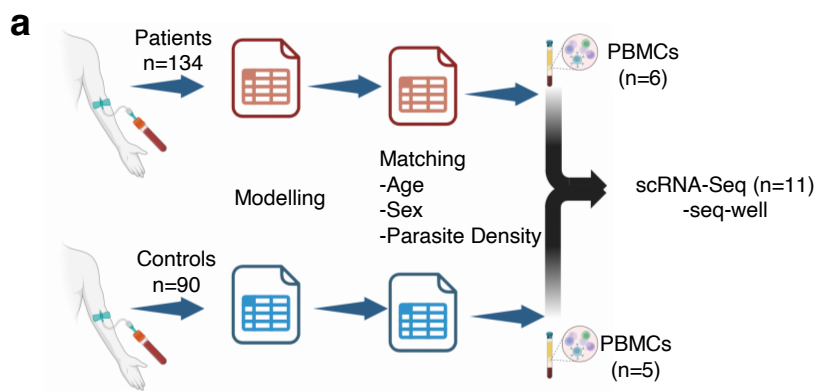 a
Patients
n=134
PBMCs
(n=6)
Modelling
Matching
-Age
-Sex
-Parasite Density
scRNA-Seq (n=11)
-seq-well
Controls
n=90
PBMCs
(n=5)